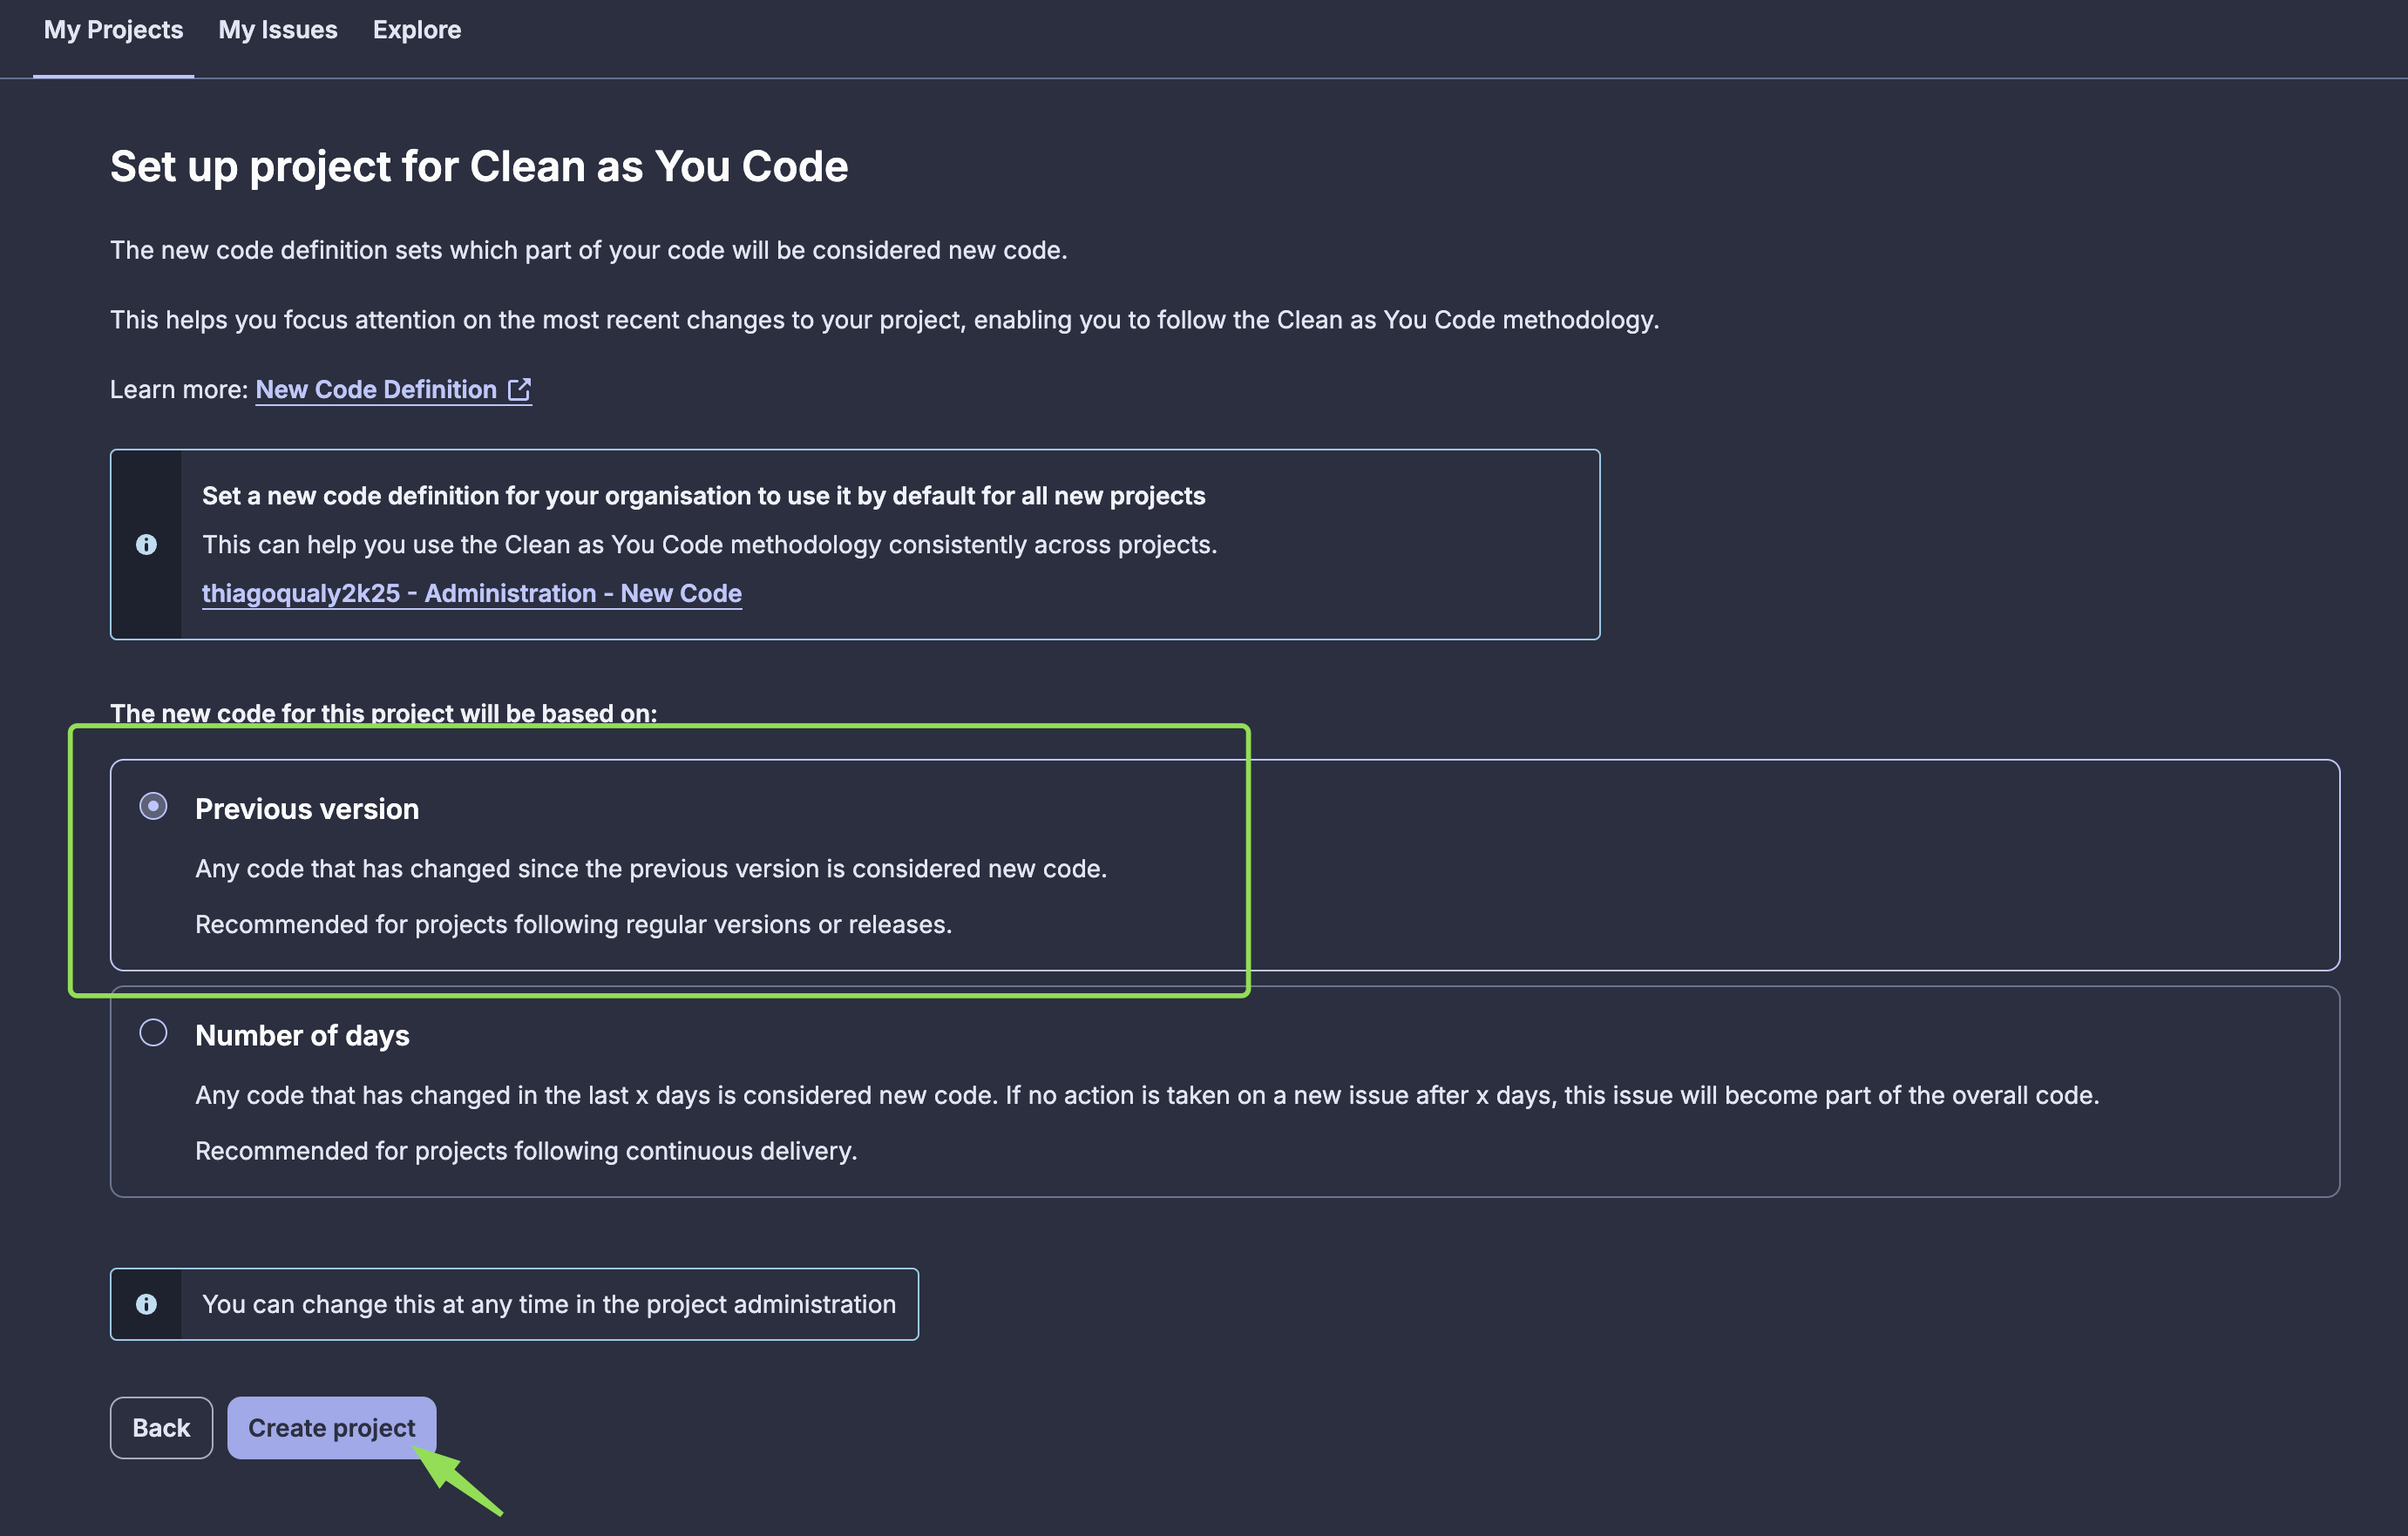 My Projects My Issues Explore
Set up project for Clean as You Code
The new code definition sets which part of your code will be considered new code.
This helps you focus attention on the most recent changes to your project, enabling you to follow the Clean as You Code methodology.
Learn more: New Code Definition
Set a new code definition for your organisation to use it by default for all new projects
This can help you use the Clean as You Code methodology consistently across projects.
thiagoqualy2k25 - Administration - New Code
The new code for this project will be based on:
Previous version
Any code that has changed since the previous version is considered new code.
Recommended for projects following regular versions or releases.
Number of days
Any code that has changed in the last x days is considered new code. If no action is taken on a new issue after x days, this issue will become part of the overall code.
Recommended for projects following continuous delivery.
You can change this at any time in the project administration
Back Create project